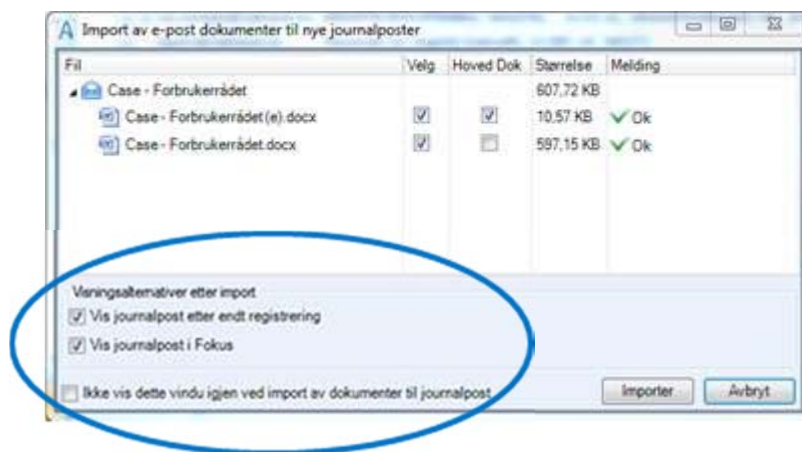 Import av e-post dokumenter til nye journalposter
Fil Velg Hoved Dok Størrelse Melding
Case - Forbrukerrådet 607,72 KB
Case - Forbrukerrådet(e).docx 10,57 KB Ok
Case - Forbrukerrådet.docx 597,15 KB Ok
Visningsalternativer etter import
Vis journalpost etter endt registrering
Vis journalpost i Fokus
Ikke vis dette vindu igjen ved import av dokumenter til journalpost
Importer Avbryt